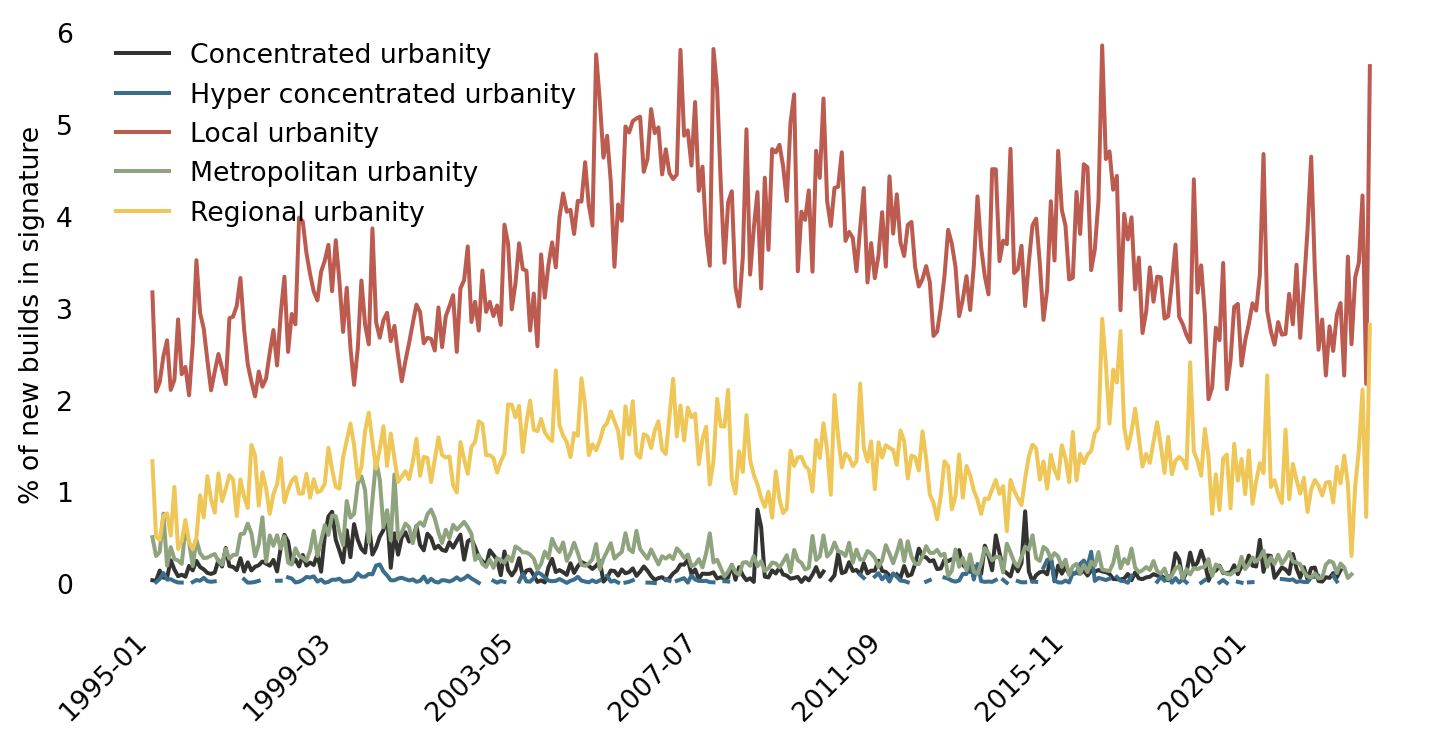 % of new builds in signature
6
5
4
3
2
1
0
Concentrated urbanity
Hyper concentrated urbanity
Local urbanity
Metropolitan urbanity
Regional urbanity
1995-01
1999-03
2003-05
2007-07
2011-09
2015-11
2020-01